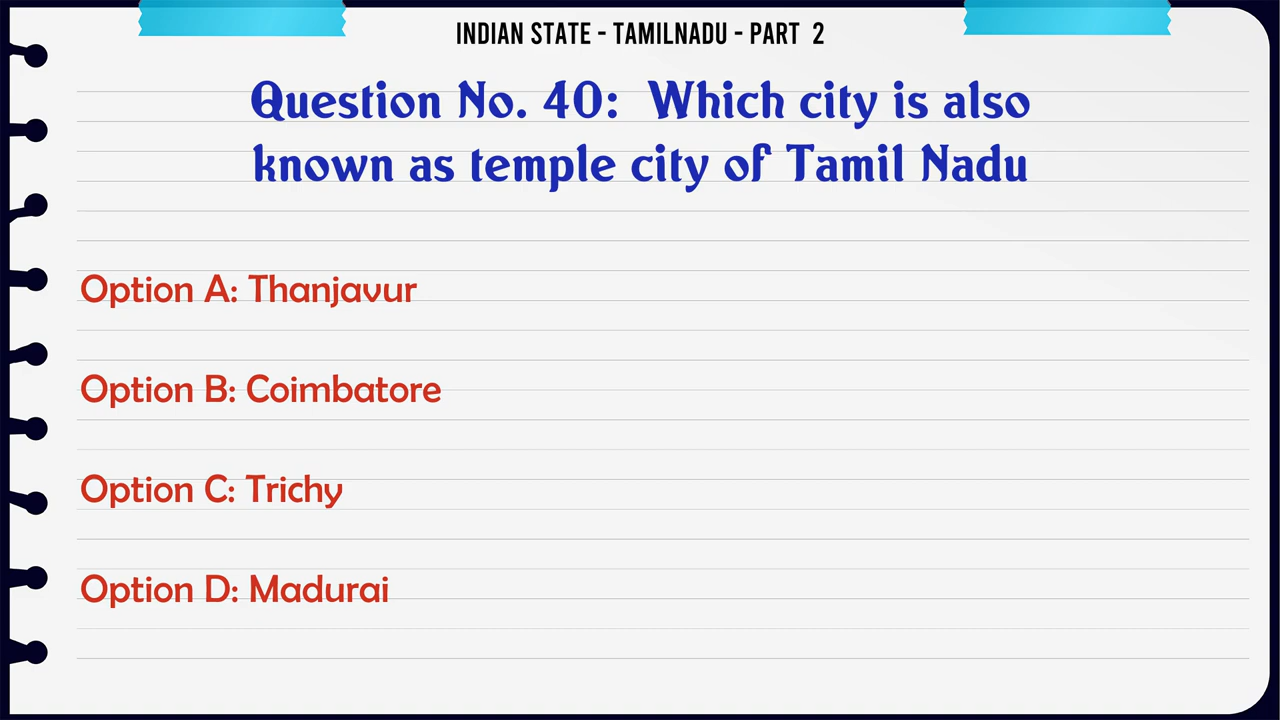 INDIAN STATE - TAMILNADU - PART 2
Question No. 40: Which city is also
known as temple city of Tamil Nadu
Option A: Thanjavur
Option B: Coimbatore
Option C: Trichy
Option D: Madurai